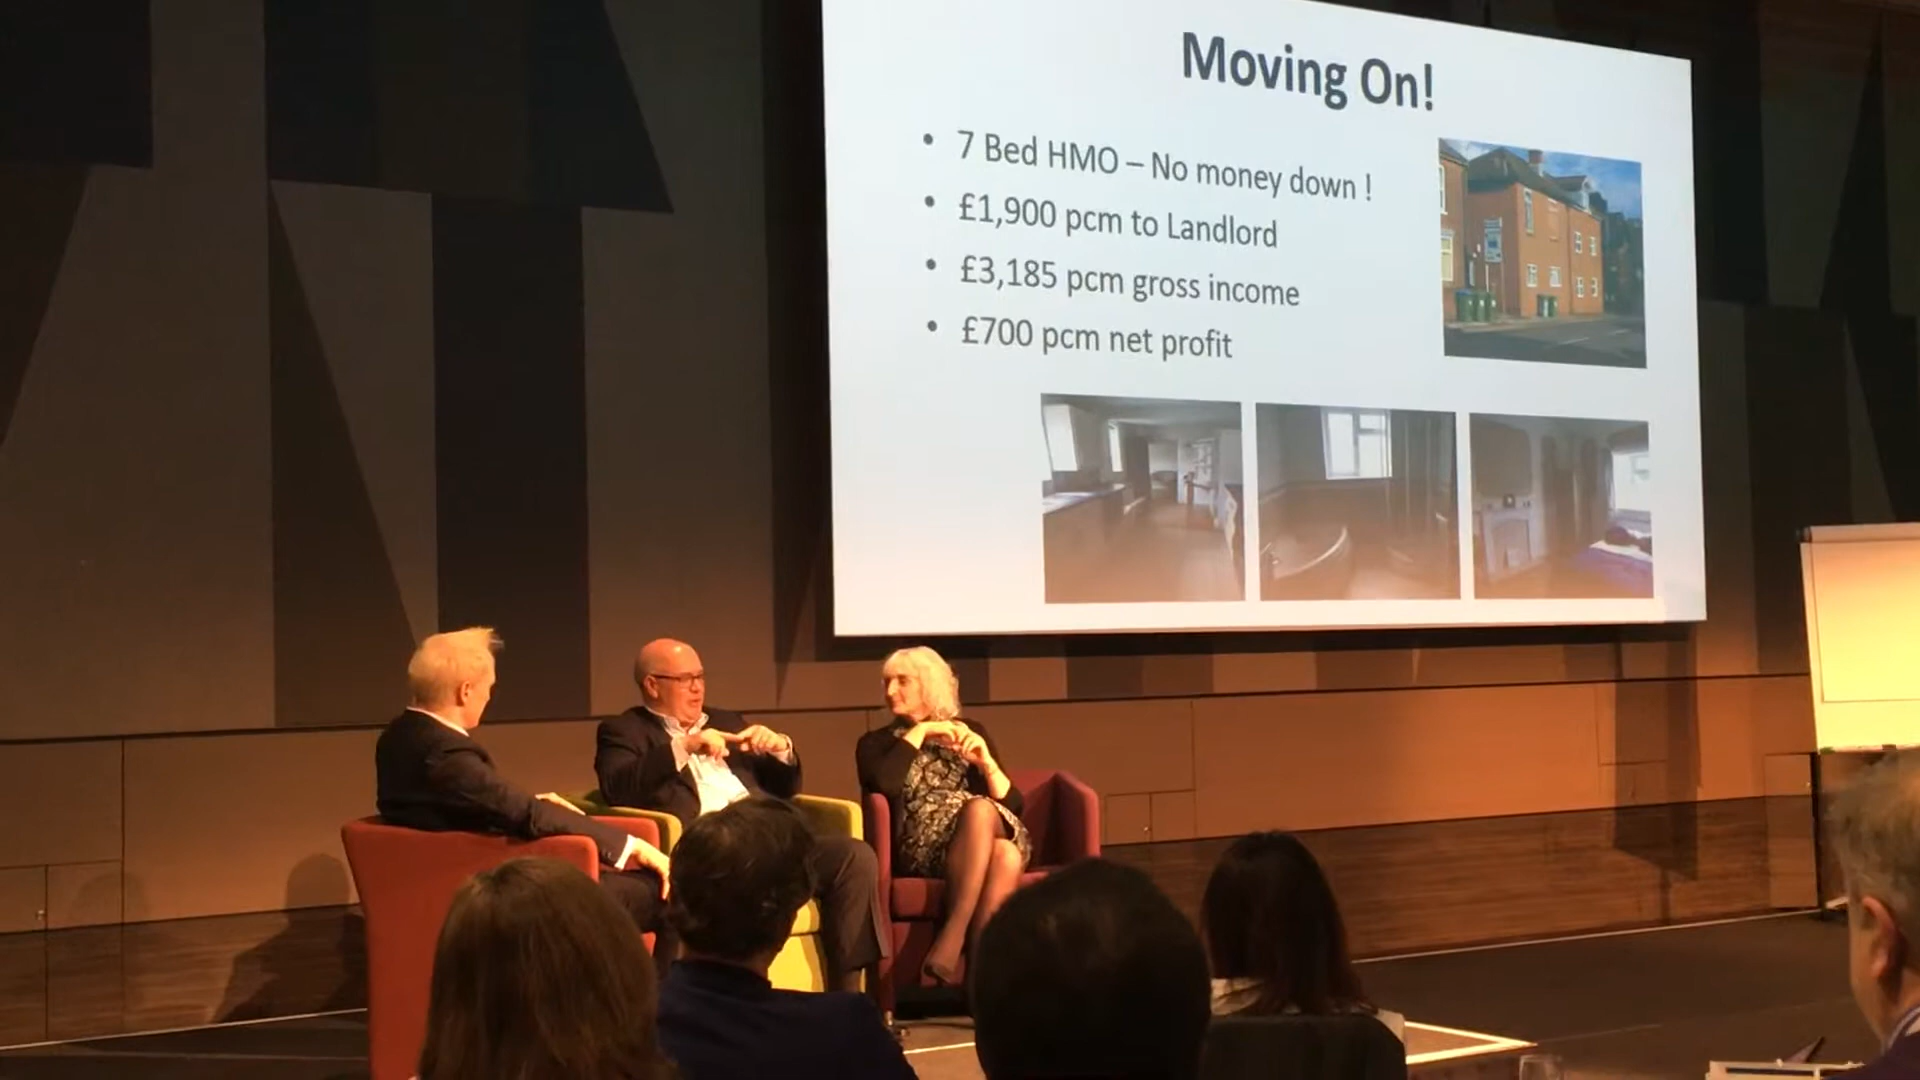 Moving On!
• 7 Bed HMO – No money down !
• £1,900 pcm to Landlord
• £3,185 pcm gross income
• £700 pcm net profit